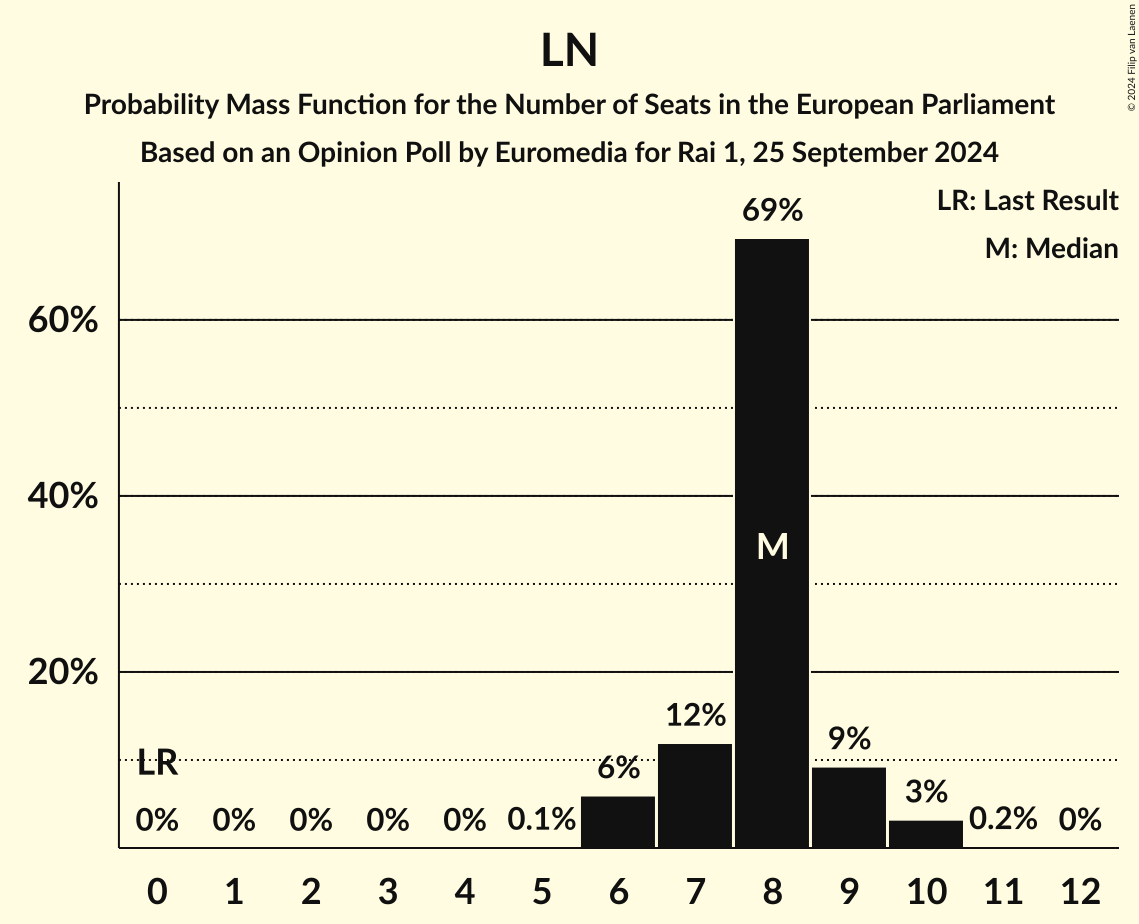 LN
Probability Mass Function for the Number of Seats in the European Parliament
Based on an Opinion Poll by Euromedia for Rai 1, 25 September 2024
© 2024 Filip van Laenen
LR: Last Result
M: Median
69%
60%
40%
M
20%
12%
9%
LR
6%
3%
0% 0% 0% 0% 0% 0.1% 0.2% 0%
0 1 2 3 4 5 6 7 8 9 10 11 12